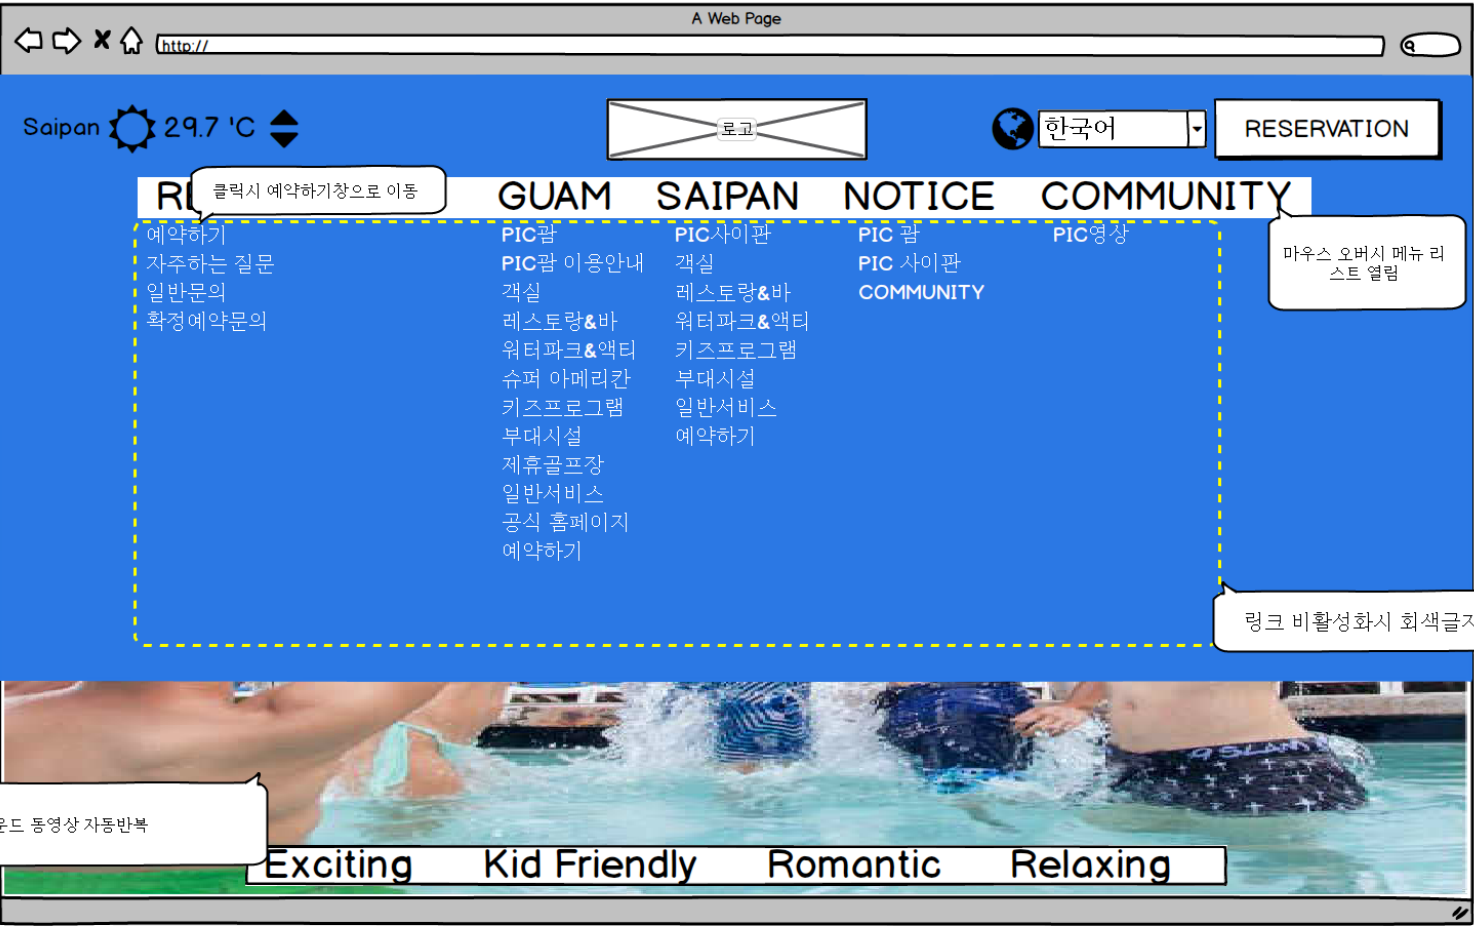 A Web Page
http://
Saipan 29.7 'C
로고
한국어
RESERVATION
클릭시 예약하기창으로 이동
GUAM SAIPAN NOTICE COMMUNITY
마우스 오버시 메뉴 리
스트 열림
예약하기
자주하는 질문
일반문의
확정예약문의
PIC괌
PIC괌 이용안내
객실
레스토랑&바
워터파크&액티
슈퍼 아메리칸
키즈프로그램
부대시설
제휴골프장
일반서비스
공식 홈페이지
예약하기
PIC사이판
객실
레스토랑&바
워터파크&액티
키즈프로그램
부대시설
일반서비스
예약하기
PIC 괌
PIC 사이판
COMMUNITY
PIC영상
링크 비활성화시 회색글자
운드 동영상 자동반복
Exciting Kid Friendly Romantic Relaxing